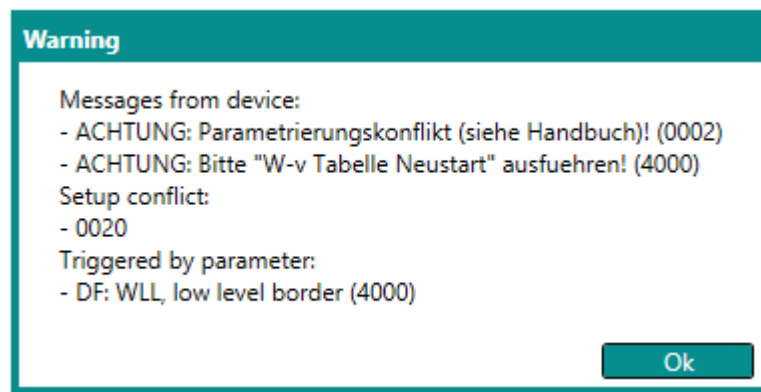 Warning
Messages from device:
- ACHTUNG: Parametrierungskonflikt (siehe Handbuch)! (0002)
- ACHTUNG: Bitte "W-v Tabelle Neustart" ausfuehren! (4000)
Setup conflict:
- 0020
Triggered by parameter:
- DF: WLL, low level border (4000)
Ok